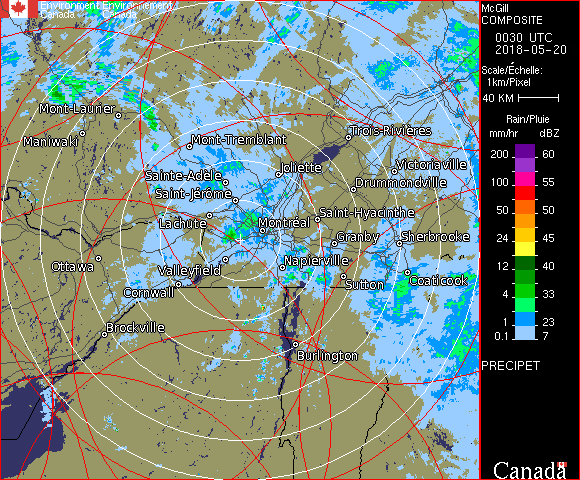 Environment Environnement
Canada Canada
McGill
COMPOSITE
0030 UTC
2018-05-20
Scale/Échelle:
1km/Pixel
40 KM
Rain/Pluie
mm/hr dBZ
200 60
100 55
50 50
24 45
12 40
8 33
4 33
1 23
0.1 7
PRECIPET
Canada
Mont-Laurier
Maniwaki
Mont-Tremblant
Trois-Rivières
Joliette
Victoriaville
Sainte-Adèle
Drummondville
Saint-Jérôme
Saint-Hyacinthe
Lachute
Montréal
Granby
Sherbrooke
Ottawa
Valleyfield
Napierville
Sutton
Coaticook
Cornwall
Brockville
Burlington